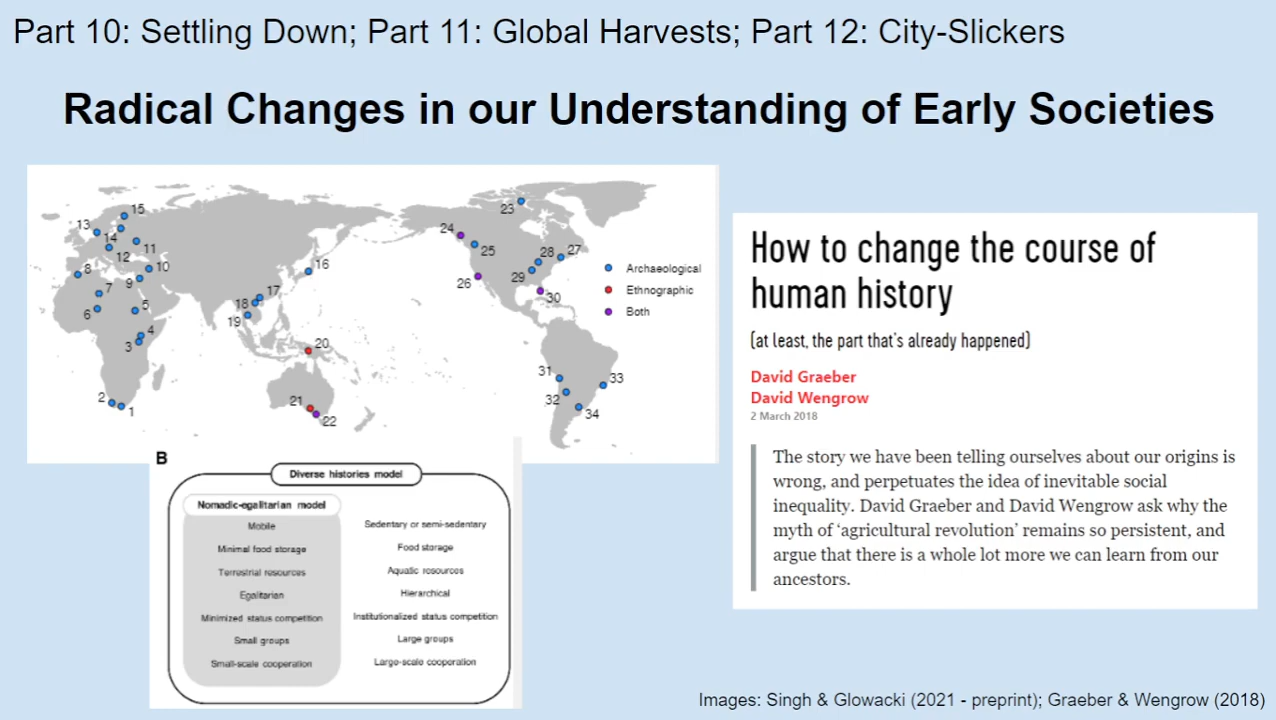 Part 10: Settling Down; Part 11: Global Harvests; Part 12: City-Slickers
Radical Changes in our Understanding of Early Societies
15
13
14
12
11
10
8
9
7
6
5
4
3
2
1
16
17
18
19
20
21
22
23
24
25
26
27
28
29
30
31
32
33
34
Archaeological
Ethnographic
Both
B
Diverse histories model
Nomadic-egalitarian model
Mobile
Sedentary or semi-sedentary
Minimal food storage
Food storage
Terrestrial resources
Aquatic resources
Egalitarian
Hierarchical
Minimized status competition
Institutionalized status competition
Small groups
Large groups
Small-scale cooperation
Large-scale cooperation
How to change the course of
human history
(at least, the part that's already happened)
David Graeber
David Wengrow
2 March 2018
The story we have been telling ourselves about our origins is
wrong, and perpetuates the idea of inevitable social
inequality. David Graeber and David Wengrow ask why the
myth of ‘agricultural revolution’ remains so persistent, and
argue that there is a whole lot more we can learn from our
ancestors.
Images: Singh & Glowacki (2021 - preprint); Graeber & Wengrow (2018)